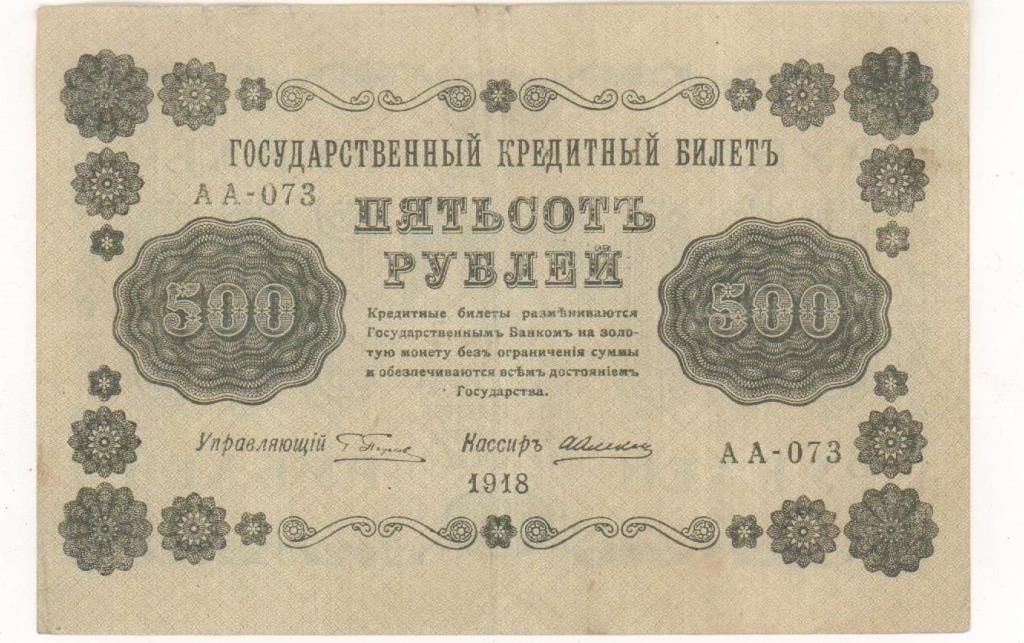 ГОСУДАРСТВЕННЫЙ КРЕДИТНЫЙ БИЛЕТЪ
АА-073
ПЯТЬСОТЪ
РУБЛЕЙ
500
500
Кредитные билеты размѣниваются
Государственнымъ Банкомъ на золо-
тую монету безъ ограниченія суммы
и обезпечиваются всѣмъ достояніемъ
Государства.
Управляющій
Кассиръ
АА-073
1918